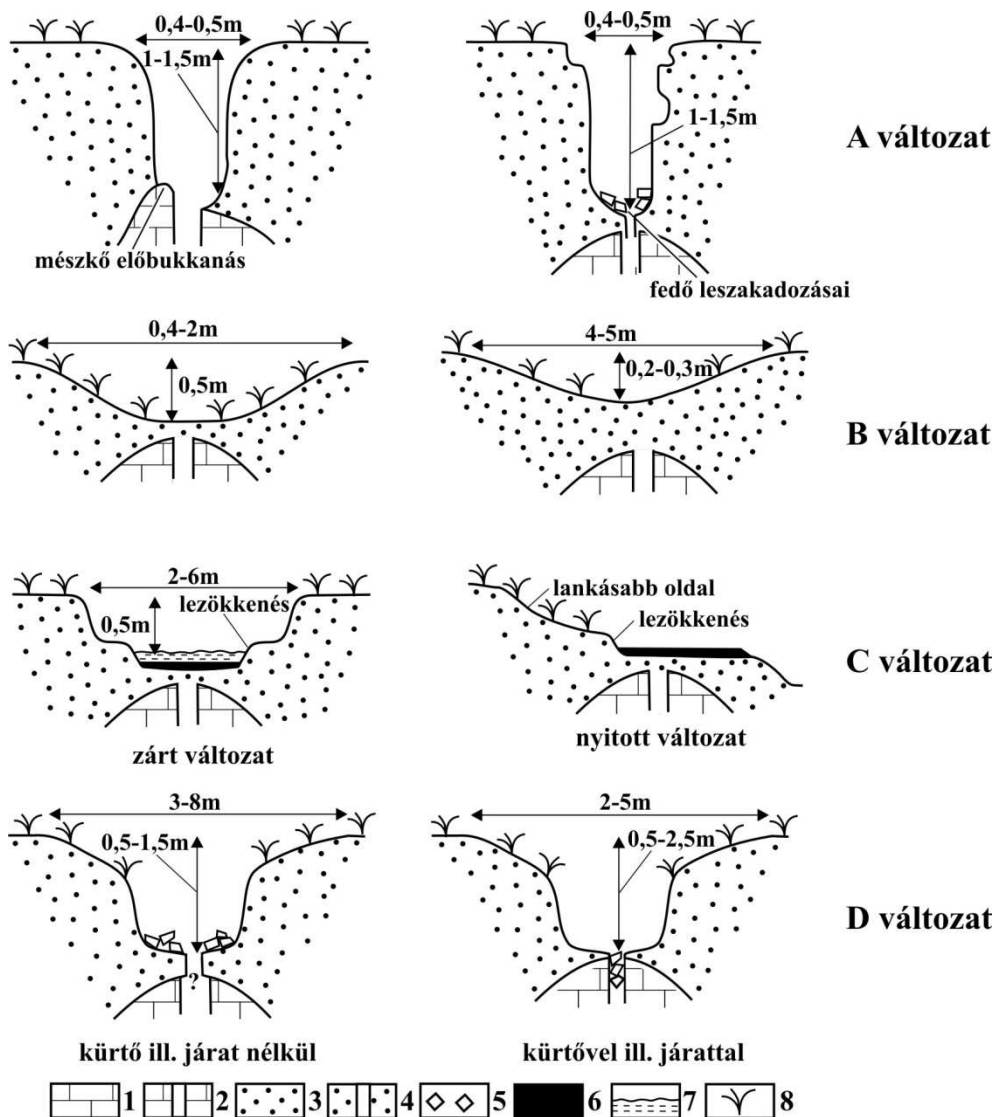 0,4-0,5m
1–1,5m
mészkő előbukkanás
0,4-0,5m
1–1,5m
fedő leszakadozásai
A változat
0,4-2m
0,5m
4-5m
0,2-0,3m
B változat
2-6m
lezökkenés
0,5m
zárt változat
lankásabb oldal
lezökkenés
nyitott változat
C változat
3-8m
0,5-1,5m
?
kürtő ill. járat nélkül
2-5m
0,5-2,5m
kürtővel ill. járattal
D változat
1 2 3 4 5 6 7 8